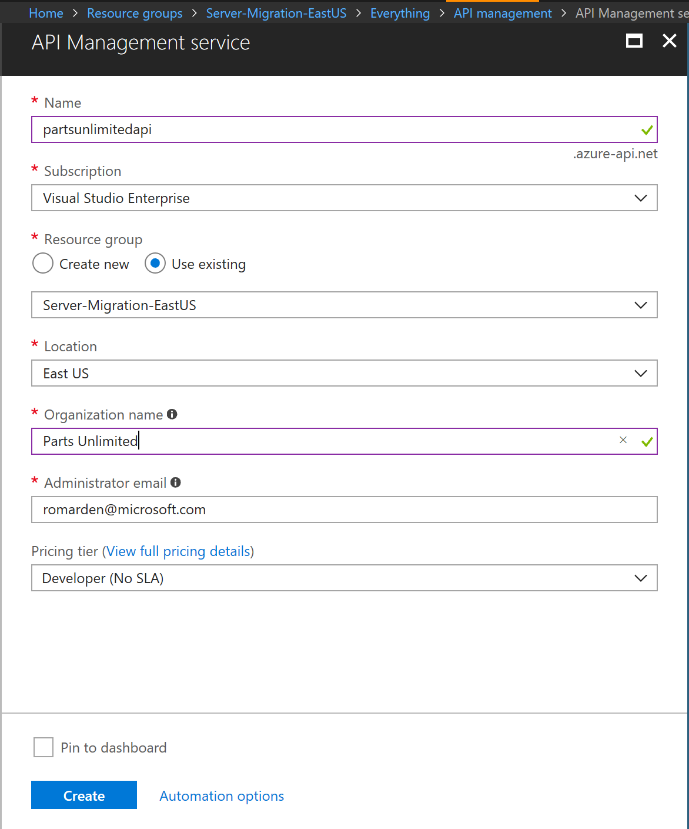 Home > Resource groups > Server-Migration-EastUS > Everything > API management > API Management se
API Management service
* Name
partsunlimitedapi
.azure-api.net
* Subscription
Visual Studio Enterprise
* Resource group
Create new Use existing
Server-Migration-EastUS
* Location
East US
* Organization name
Parts Unlimited
* Administrator email
romarden@microsoft.com
Pricing tier (View full pricing details)
Developer (No SLA)
Pin to dashboard
Create Automation options